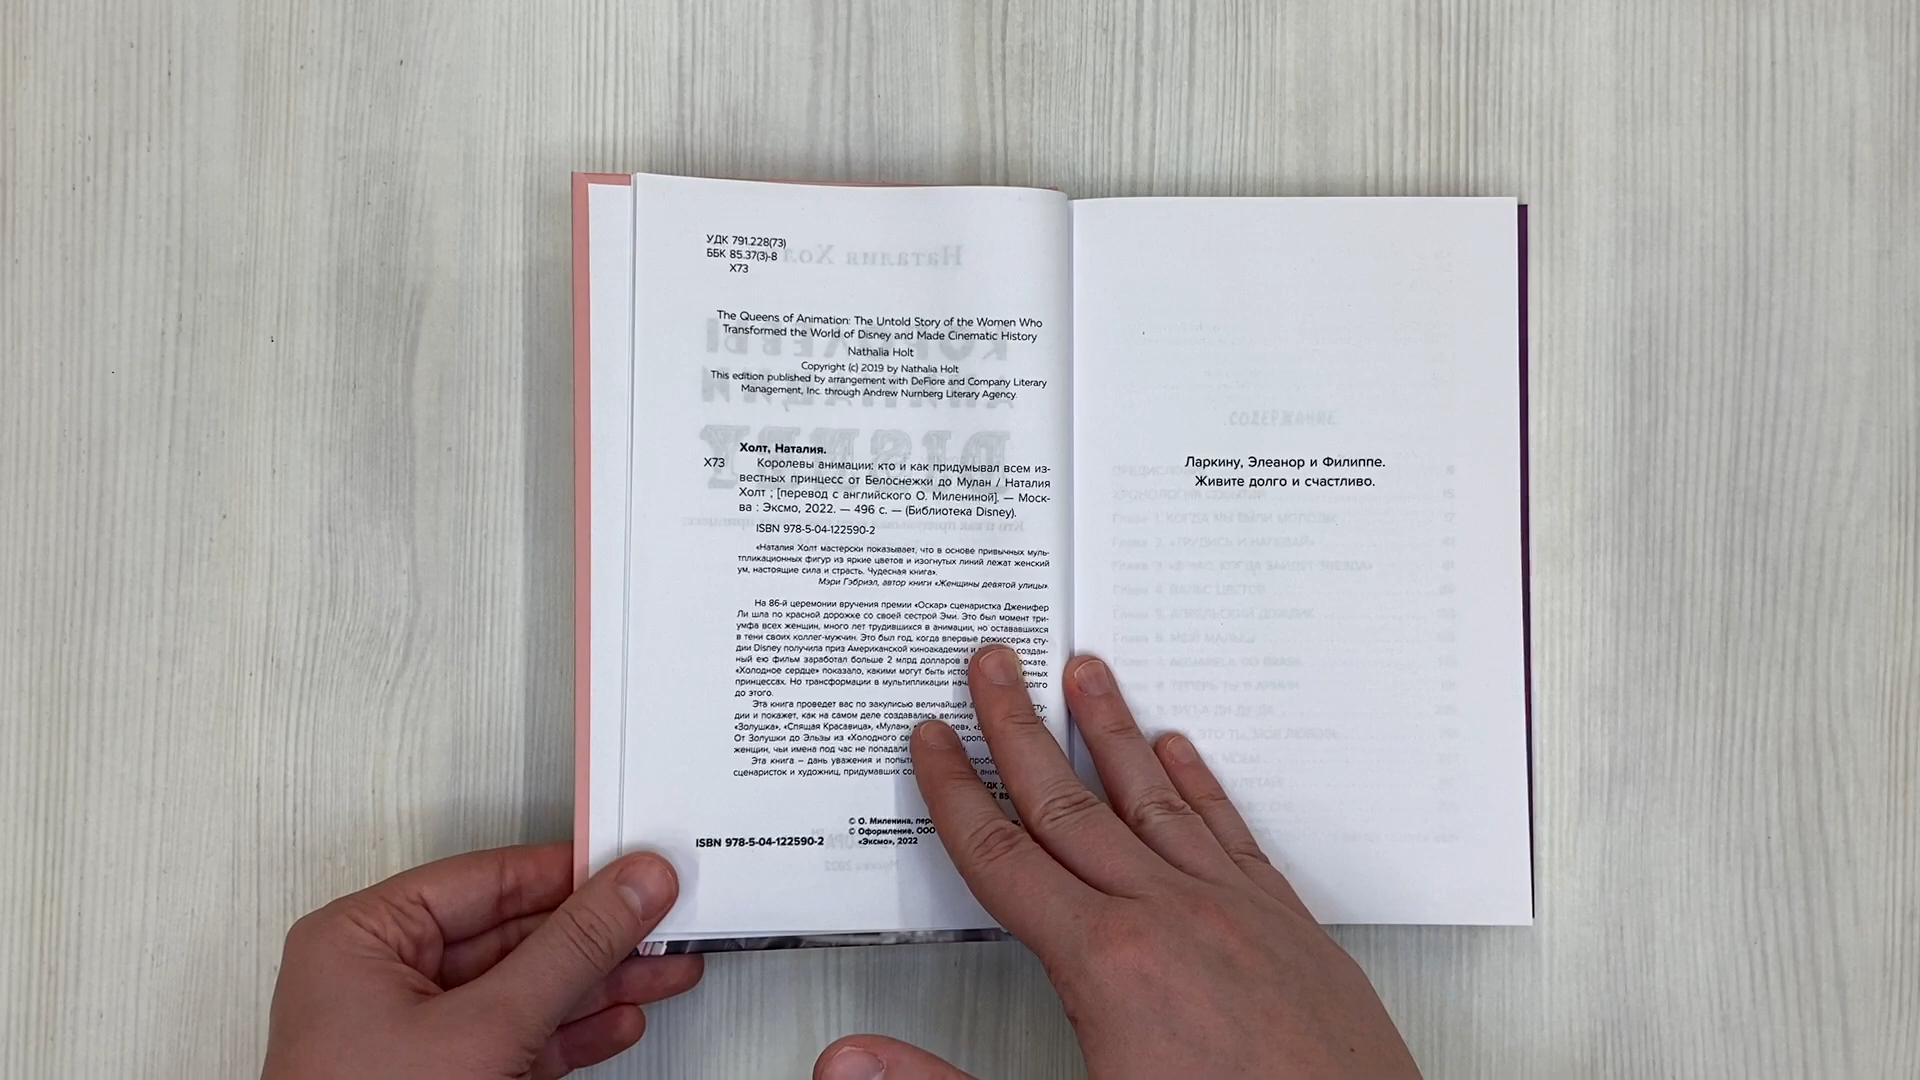 УДК 791.228(73)
ББК 85.37(3)-8
Х73
The Queens of Animation: The Untold Story of the Women Who
Transformed the World of Disney and Made Cinematic History
Nathalia Holt
Copyright (c) 2019 by Nathalia Holt
This edition published by arrangement with DeFiore and Company Literary
Management, Inc. through Andrew Nurnberg Literary Agency.
Холт, Наталия.
Х73 Королевы анимации: кто и как придумывал всем из-
вестных принцесс от Белоснежки до Мулан / Наталия
Холт ; [перевод с английского О. Милениной]. — Моск-
ва : Эксмо, 2022. — 496 с. — (Библиотека Disney).
ISBN 978-5-04-122590-2
«Наталия Холт мастерски показывает, что в основе привычных муль-
типликационных фигур из яркие цветов и изогнутых линий лежат женский
ум, настоящие сила и страсть. Чудесная книга».
Мэри Гэбриэл, автор книги «Женщины девятой улицы».
На 86-й церемонии вручения премии «Оскар» сценаристка Дженифер
Ли шла по красной дорожке со своей сестрой Эми. Это был момент три-
умфа всех женщин, много лет трудившихся в анимации, но остававшихся
в тени своих коллег-мужчин. Это был год, когда впервые режиссерка сту-
дии Disney получила приз Американской киноакадемии и создан-
ный ею фильм заработал больше 2 млрд долларов в
«Холодное сердце» показало, какими могут быть
принцессах. Но трансформации в мультипликации долго
до этого.
Эта книга проведет вас по закулисью величайшей сту-
дии и покажет, как на самом деле создавались великие
«Золушка», «Спящая Красавица», «Мулан»,
От Золушки до Эльзы из «Холодного
женщин, чьи имена под час не попадали
Эта книга – дань уважения и
сценаристок и художниц, придумавших
© О. Миленина,
© Оформление. ООО
ISBN 978-5-04-122590-2 «Эксмо», 2022
Ларкину, Элеанор и Филиппе.
Живите долго и счастливо.